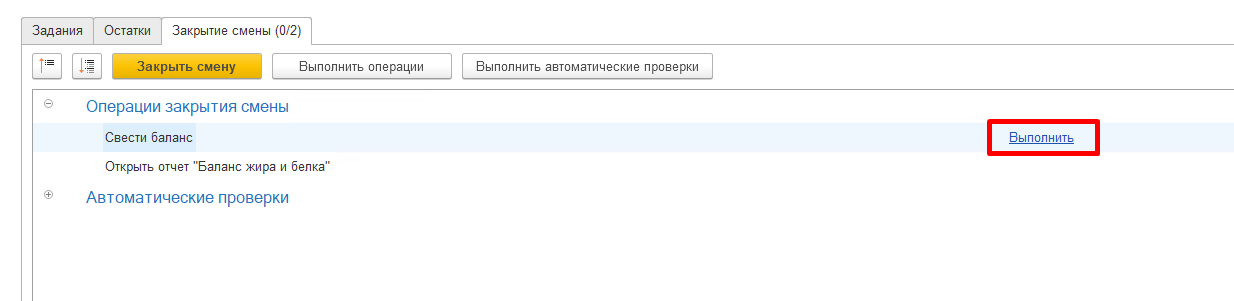 Задания Остатки Закрытие смены (0/2)
Закрыть смену Выполнить операции Выполнить автоматические проверки
Операции закрытия смены
Свести баланс Выполнить
Открыть отчет "Баланс жира и белка"
Автоматические проверки